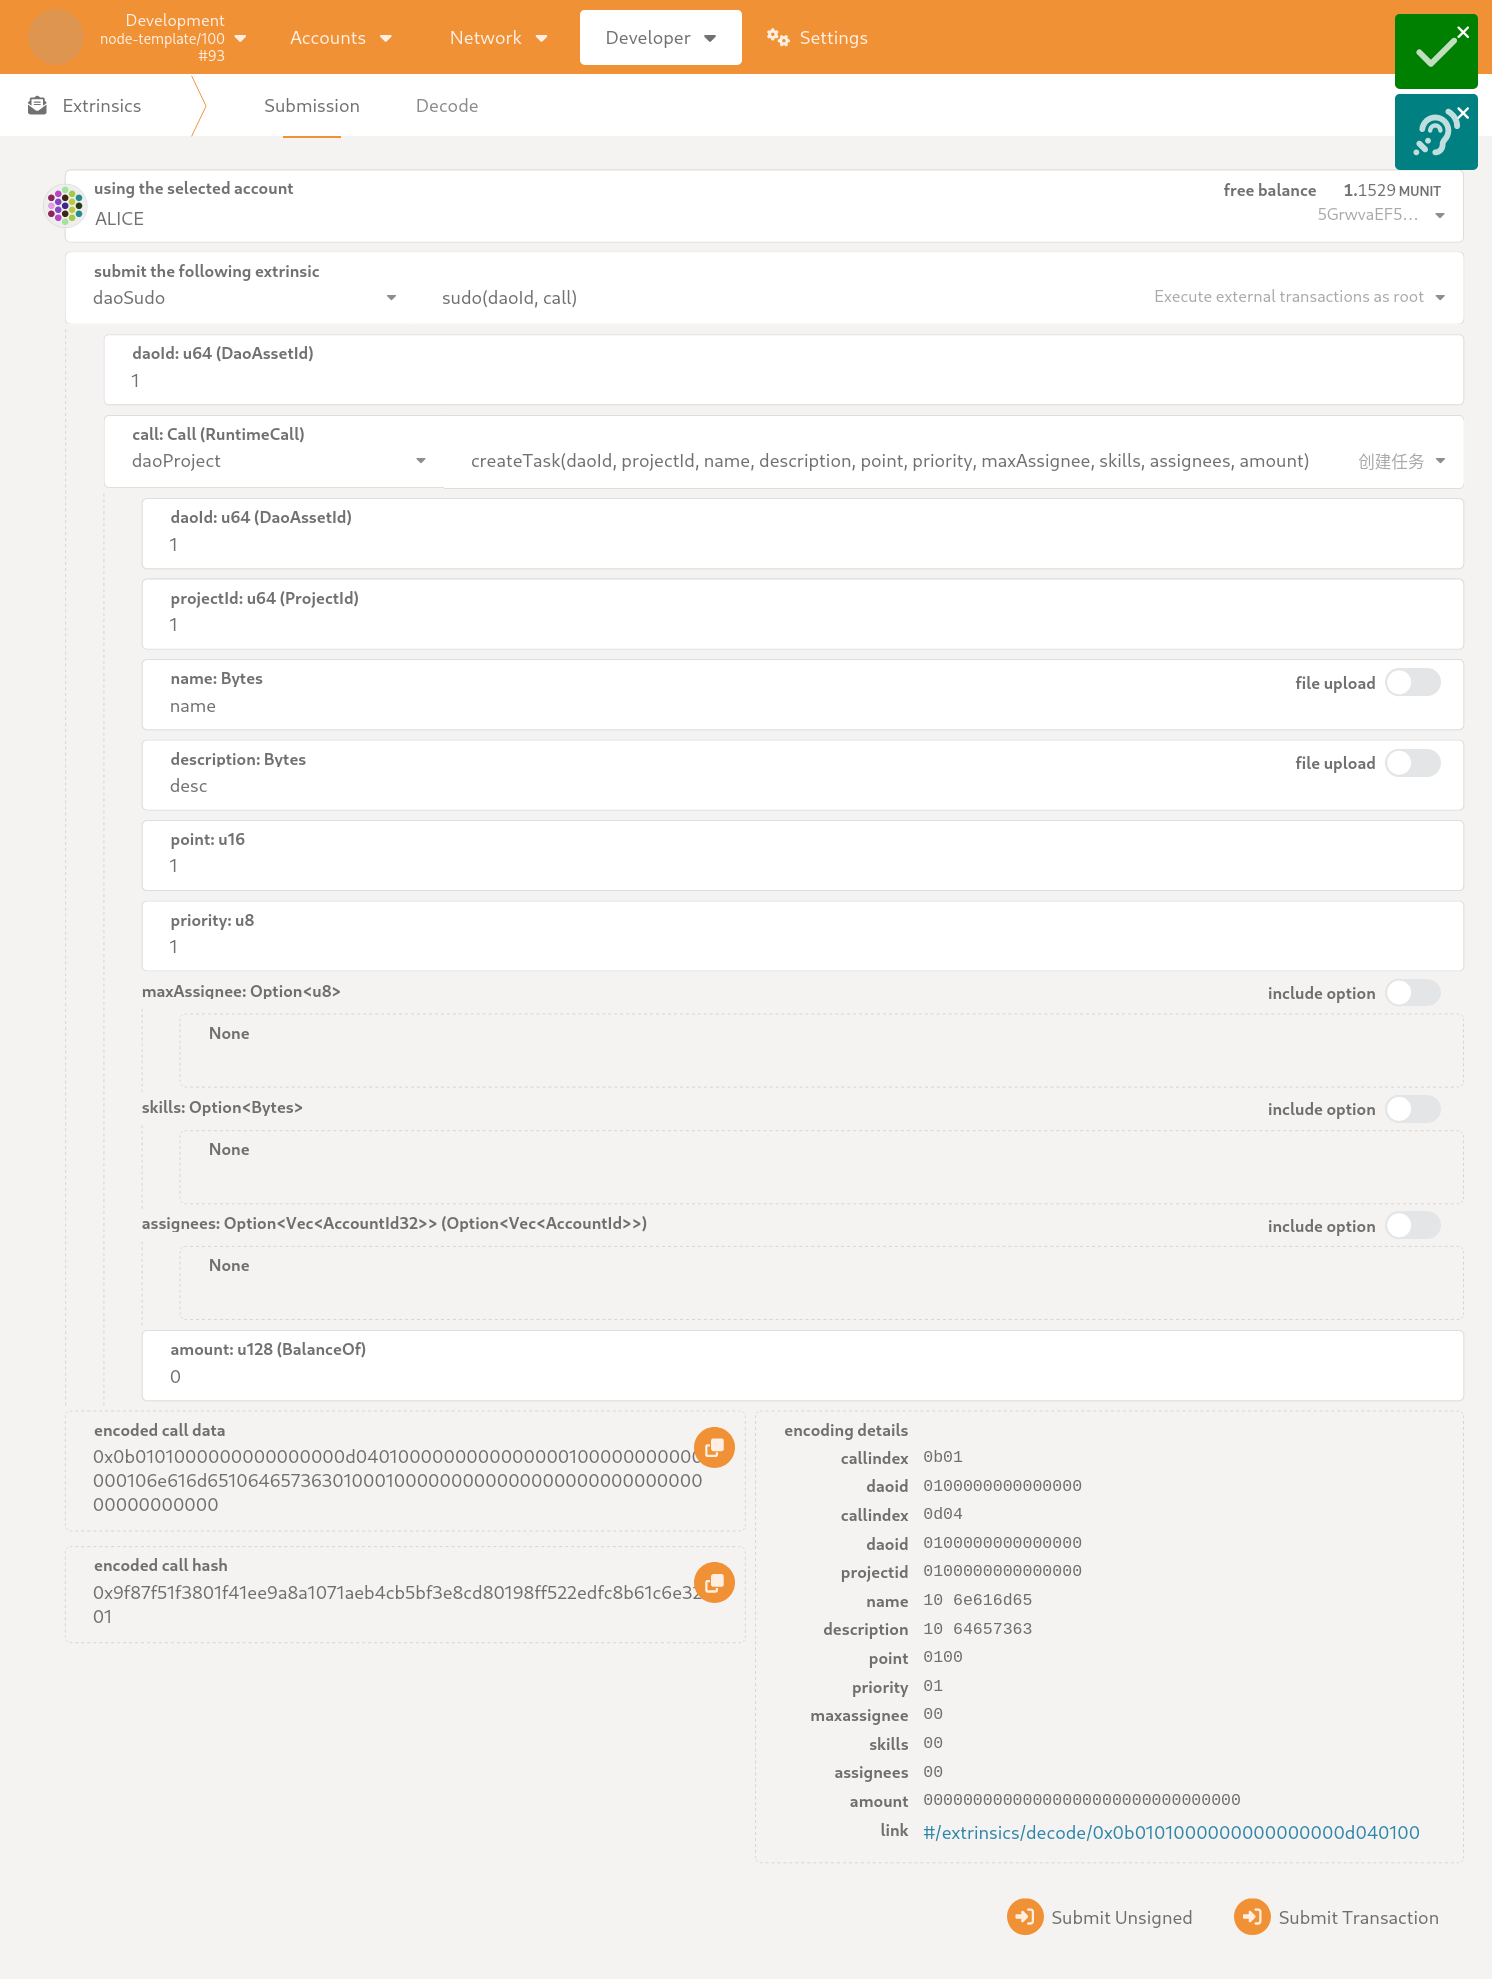 Development
node-template/100
#93
Accounts
Network
Developer
Settings
Extrinsics
Submission
Decode
using the selected account
ALICE
free balance 1.1529 MUNIT
5GrwvaEF5...
submit the following extrinsic
daoSudo
sudo(daoId, call)
Execute external transactions as root
daoId: u64 (DaoAssetId)
1
call: Call (RuntimeCall)
daoProject
createTask(daoId, projectId, name, description, point, priority, maxAssignee, skills, assignees, amount)
创建任务
daoId: u64 (DaoAssetId)
1
projectId: u64 (ProjectId)
1
name: Bytes
name
file upload
description: Bytes
desc
file upload
point: u16
1
priority: u8
1
maxAssignee: Option<u8>
include option
None
skills: Option<Bytes>
include option
None
assignees: Option<Vec<AccountId32>> (Option<Vec<AccountId>>)
include option
None
amount: u128 (BalanceOf)
0
encoded call data
0x0b0101000000000000000d04010000000000000001000000000
000106e616d6510646573630100010000000000000000000000000
00000000000
encoded call hash
0x9f87f51f3801f41ee9a8a1071aeb4cb5bf3e8cd80198ff522edfc8b61c6e32
01
encoding details
callindex 0b01
daoid 0100000000000000
callindex 0d04
daoid 0100000000000000
projectid 0100000000000000
name 10 6e616d65
description 10 64657363
point 0100
priority 01
maxassignee 00
skills 00
assignees 00
amount 00000000000000000000000000000000
link #/extrinsics/decode/0x0b0101000000000000000d040100
Submit Unsigned
Submit Transaction